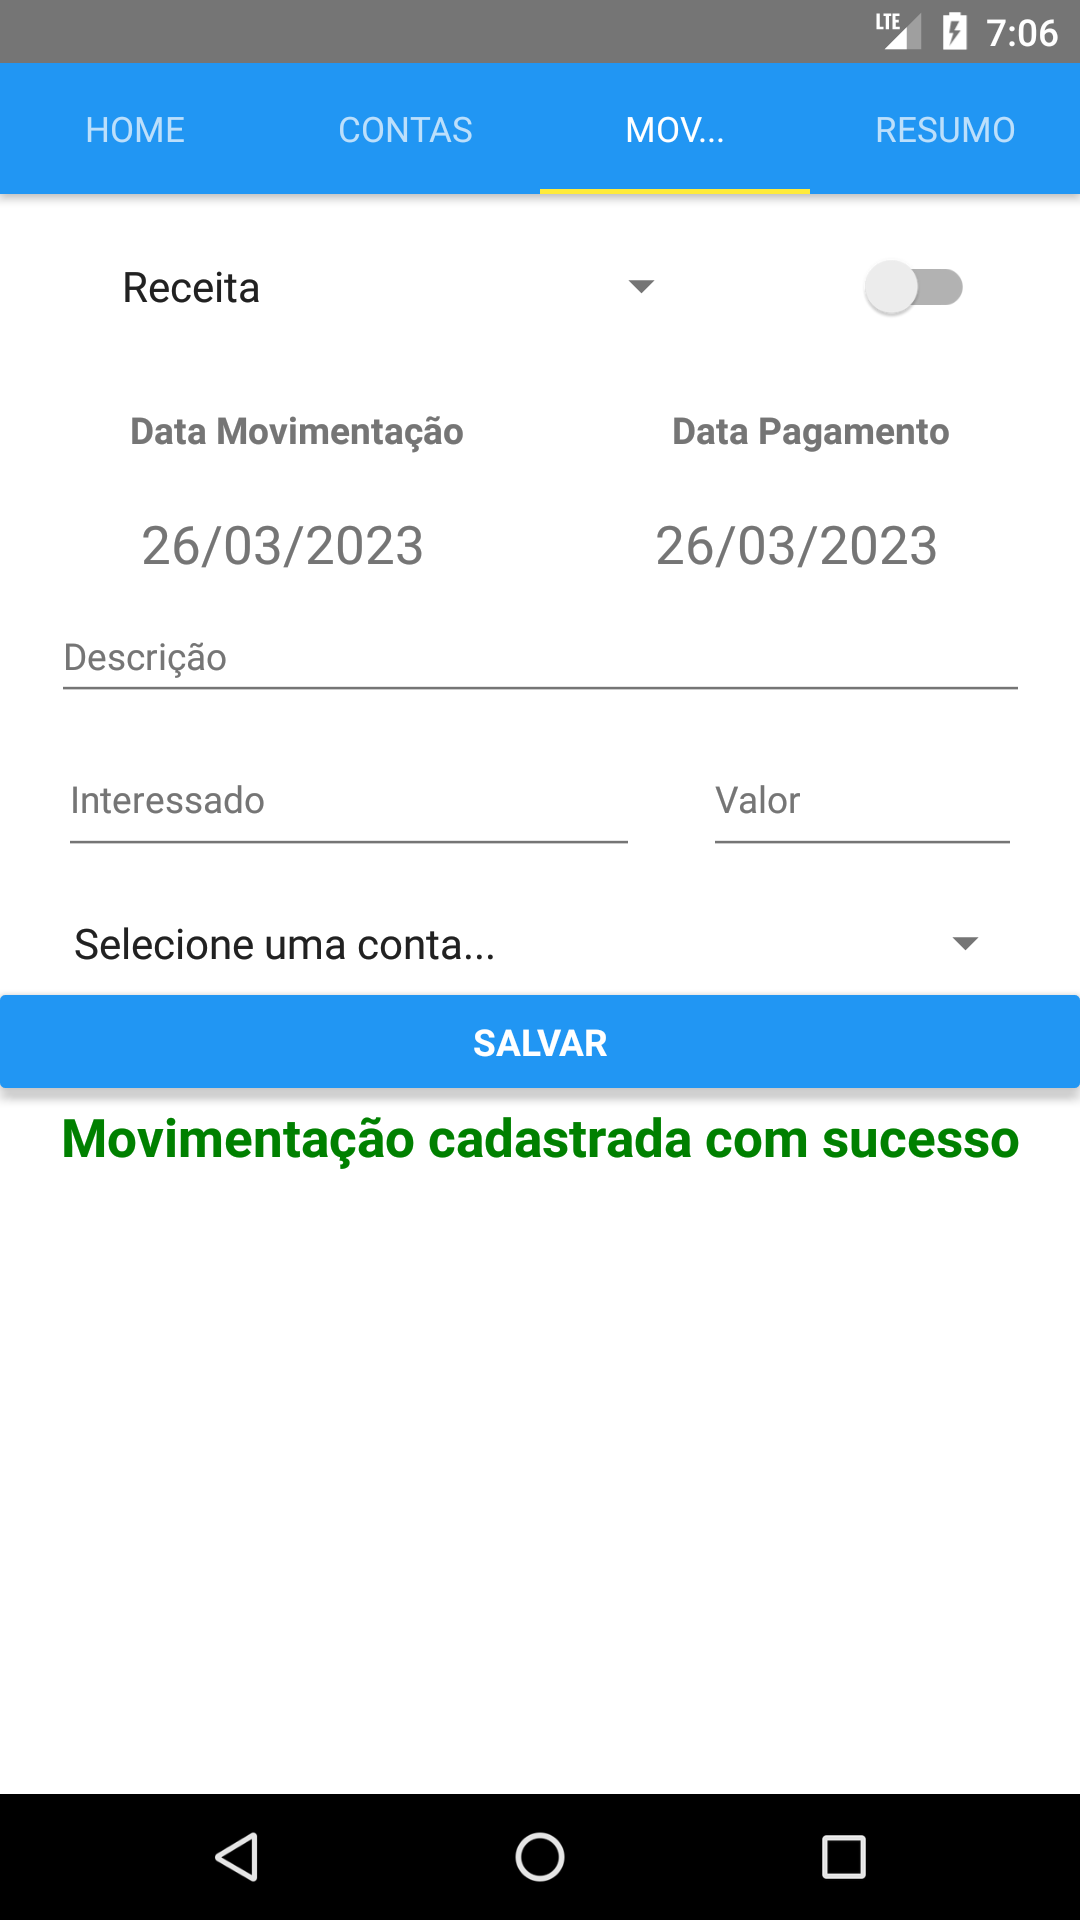 LTE 7:06
HOME CONTAS MOV... RESUMO
Receita
Data Movimentação Data Pagamento
26/03/2023 26/03/2023
Descrição
Interessado Valor
Selecione uma conta...
SALVAR
Movimentação cadastrada com sucesso